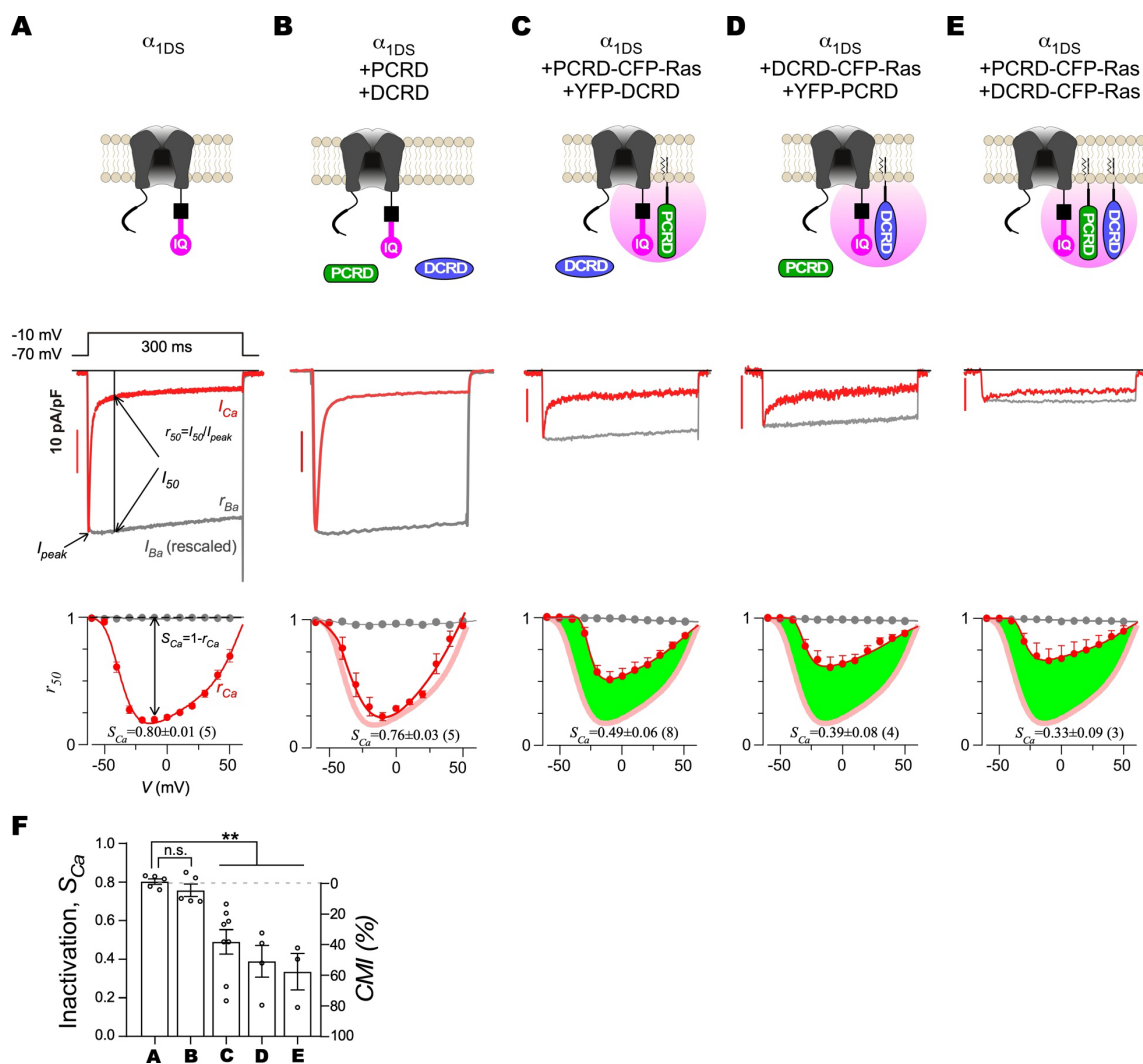 A
α1DS
B
α1DS
+PCRD
+DCRD
C
α1DS
+PCRD-CFP-Ras
+YFP-DCRD
D
α1DS
+DCRD-CFP-Ras
+YFP-PCRD
E
α1DS
+PCRD-CFP-Ras
+DCRD-CFP-Ras
IQ
IQ
PCRD
DCRD
IQ
PCRD
DCRD
IQ
DCRD
PCRD
IQ
PCRD
DCRD
-10 mV
-70 mV
300 ms
10 pA/pF
ICa
r50=I50/Ipeak
I50
rBa
Ipeak
IBa (rescaled)
1
r50
0
SCa=1-rCa
rCa
SCa=0.80±0.01 (5)
-50
0
50
V (mV)
1
0
SCa=0.76±0.03 (5)
-50
0
50
1
0
SCa=0.49±0.06 (8)
-50
0
50
1
0
SCa=0.39±0.08 (4)
-50
0
50
1
0
SCa=0.33±0.09 (3)
-50
0
50
F
Inactivation, SCa
1.0
0.8
0.6
0.4
0.2
0.0
**
n.s.
0
20
40
60
80
100
CMI (%)
A B C D E